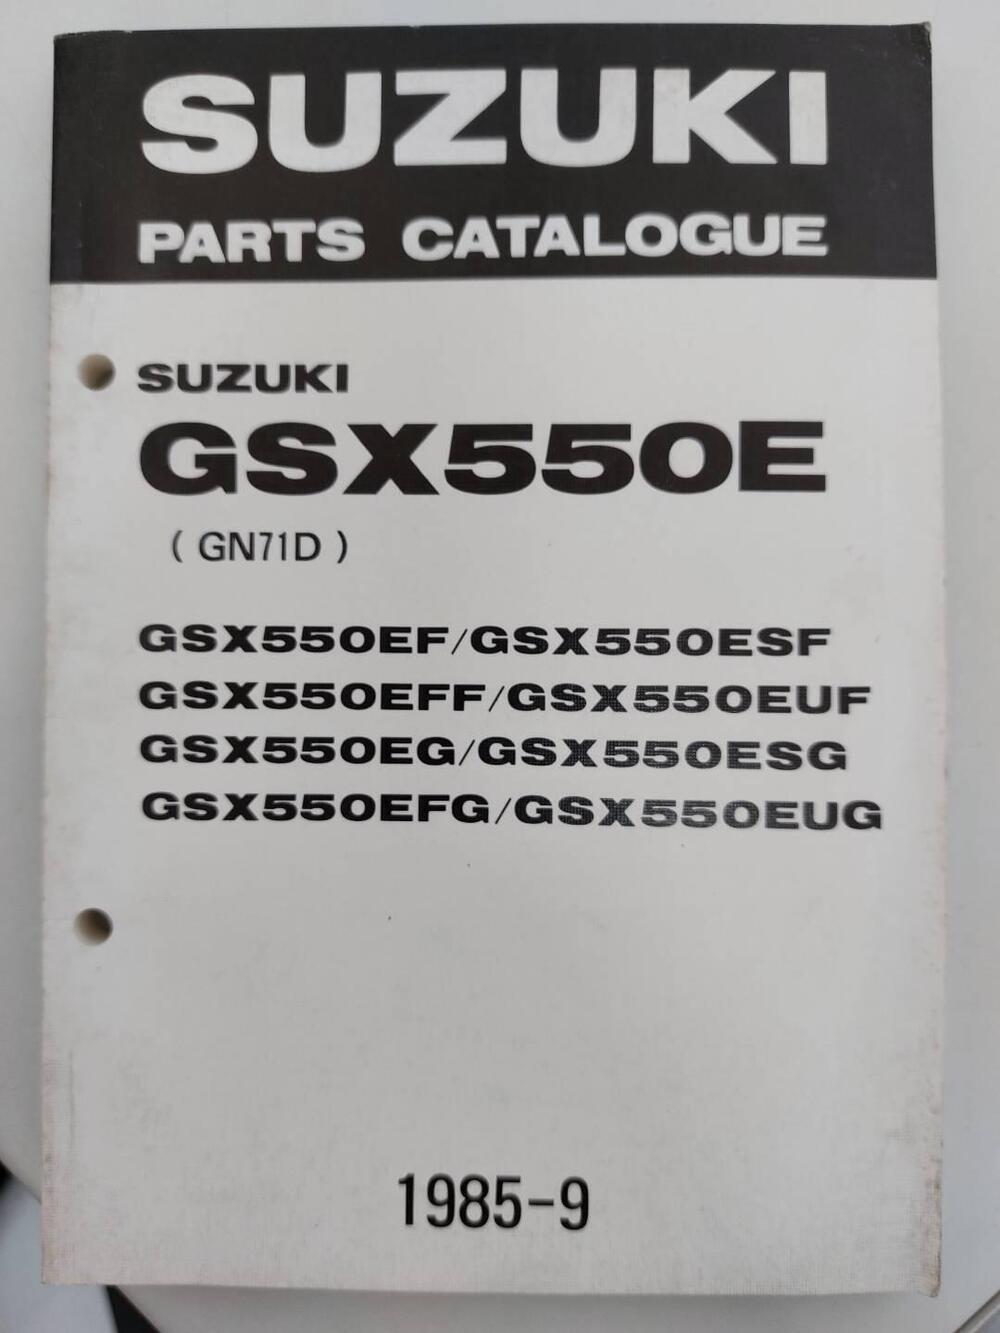 SUZUKI
PARTS CATALOGUE
SUZUKI
GSX550E
( GN71D )
GSX550EF/GSX550ESF
GSX550EFF/GSX550EUF
GSX550EG/GSX550ESG
GSX550EFG/GSX550EUG
1985-9